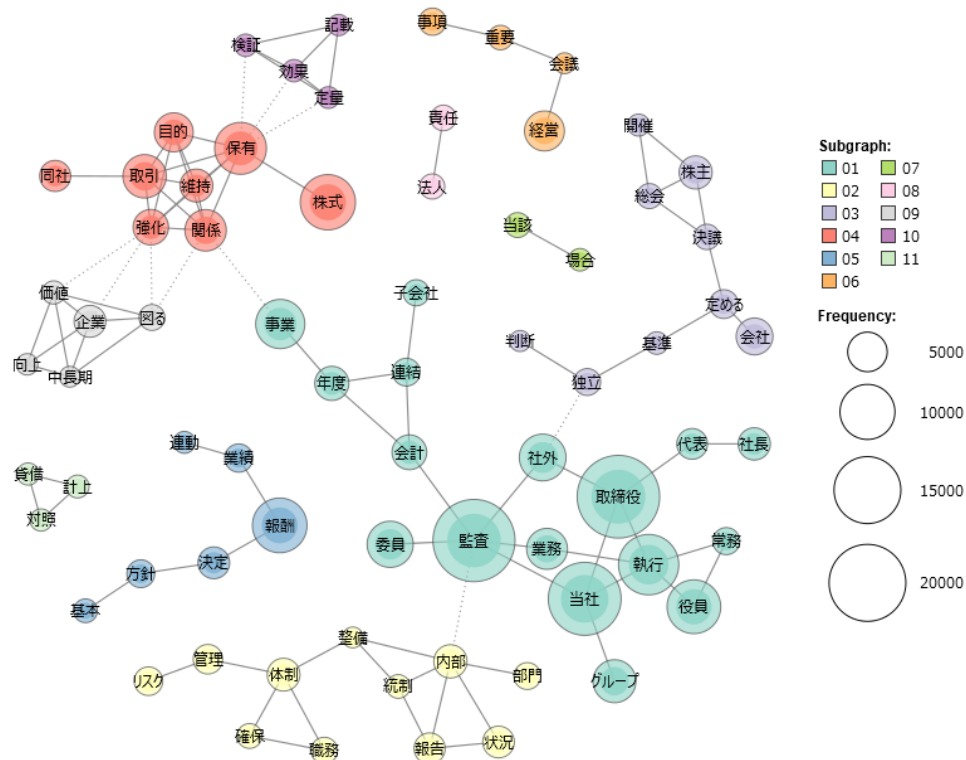 記載
検証
効果
定量
事項
重要
会議
経営
責任
法人
目的
保有
同社
取引
維持
株式
強化
関係
開催
株主
総会
決議
定める
会社
基準
判断
独立
当該
場合
価値
企業
図る
向上
中長期
子会社
事業
年度
連結
会計
社外
取締役
代表
社長
委員
監査
業務
執行
常務
当社
役員
グループ
連動
業績
報酬
決定
方針
基本
貸借
計上
対照
整備
内部
部門
管理
リスク
体制
統制
確保
職務
報告
状況
Subgraph:
01
02
03
04
05
06
07
08
09
10
11
Frequency:
5000
10000
15000
20000